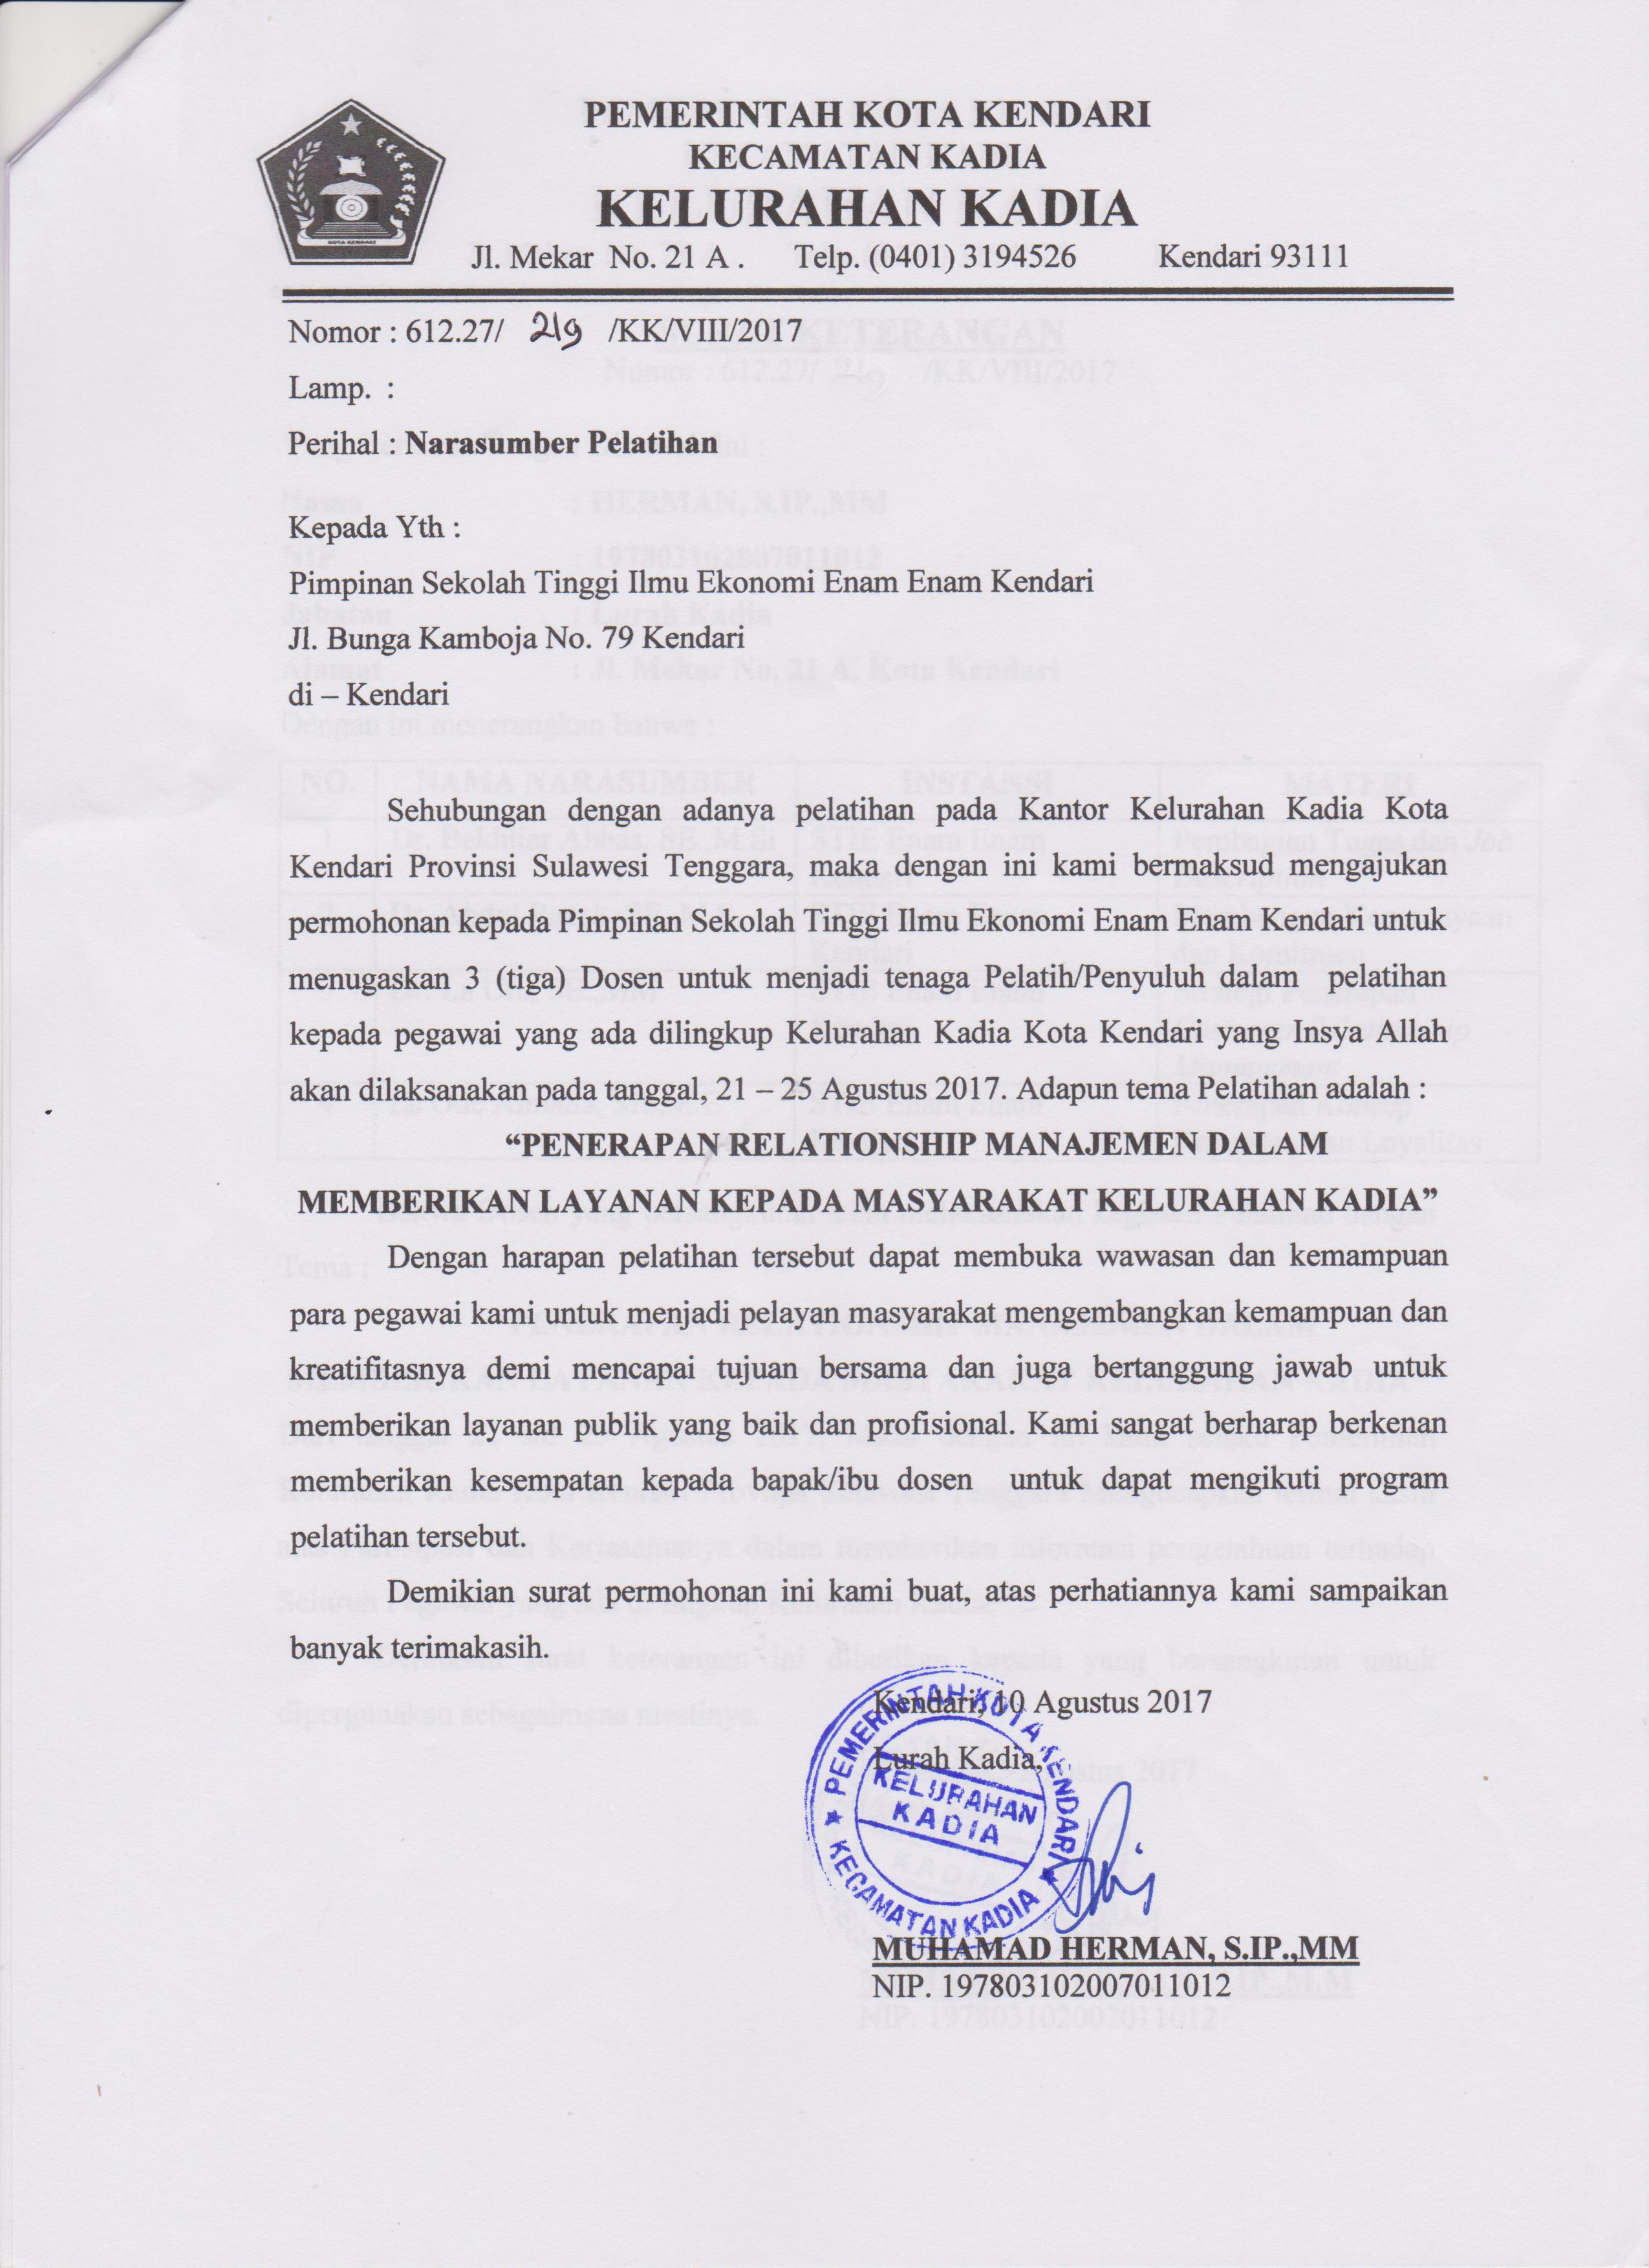 PEMERINTAH KOTA KENDARI
KECAMATAN KADIA
KELURAHAN KADIA
Jl. Mekar No. 21 A . Telp. (0401) 3194526 Kendari 93111
KOTA KENDARI
Nomor : 612.27/ 219 /KK/VIII/2017
Lamp. :
Perihal : Narasumber Pelatihan
Kepada Yth :
Pimpinan Sekolah Tinggi Ilmu Ekonomi Enam Enam Kendari
Jl. Bunga Kamboja No. 79 Kendari
di – Kendari
Sehubungan dengan adanya pelatihan pada Kantor Kelurahan Kadia Kota
Kendari Provinsi Sulawesi Tenggara, maka dengan ini kami bermaksud mengajukan
permohonan kepada Pimpinan Sekolah Tinggi Ilmu Ekonomi Enam Enam Kendari untuk
menugaskan 3 (tiga) Dosen untuk menjadi tenaga Pelatih/Penyuluh dalam pelatihan
kepada pegawai yang ada dilingkup Kelurahan Kadia Kota Kendari yang Insya Allah
akan dilaksanakan pada tanggal, 21 – 25 Agustus 2017. Adapun tema Pelatihan adalah :
“PENERAPAN RELATIONSHIP MANAJEMEN DALAM
MEMBERIKAN LAYANAN KEPADA MASYARAKAT KELURAHAN KADIA”
Dengan harapan pelatihan tersebut dapat membuka wawasan dan kemampuan
para pegawai kami untuk menjadi pelayan masyarakat mengembangkan kemampuan dan
kreatifitasnya demi mencapai tujuan bersama dan juga bertanggung jawab untuk
memberikan layanan publik yang baik dan profisional. Kami sangat berharap berkenan
memberikan kesempatan kepada bapak/ibu dosen untuk dapat mengikuti program
pelatihan tersebut.
Demikian surat permohonan ini kami buat, atas perhatiannya kami sampaikan
banyak terimakasih.
Kendari, 10 Agustus 2017
Lurah Kadia,
PEMERINTAH KOTA KENDARI
KELURAHAN
KADIA
KECAMATAN KADIA
MUHAMAD HERMAN, S.IP.,MM
NIP. 197803102007011012